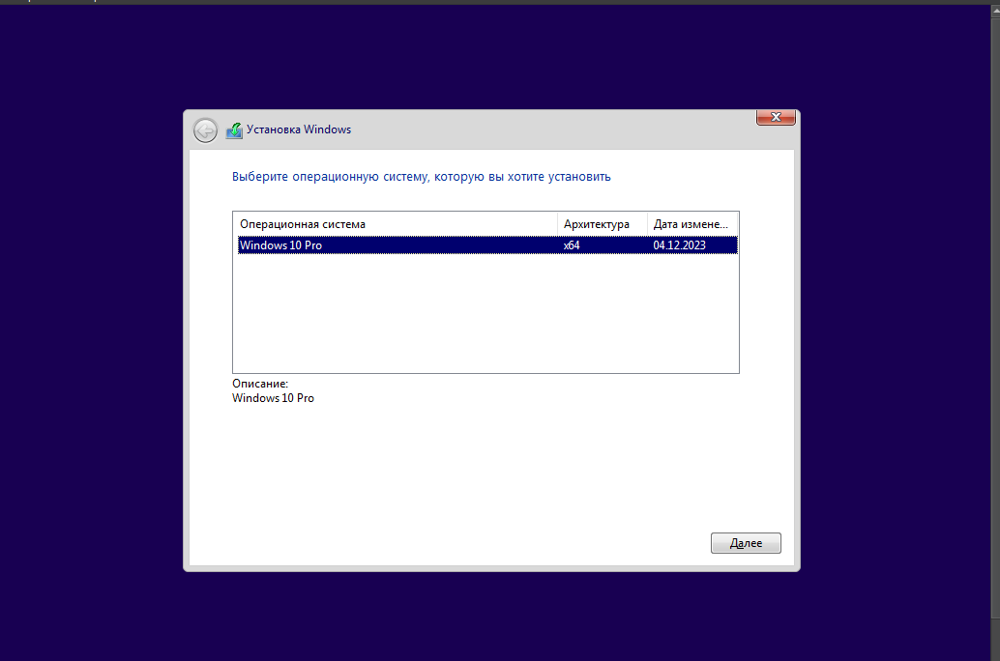 Установка Windows
Выберите операционную систему, которую вы хотите установить
Операционная система Архитектура Дата измене...
Windows 10 Pro x64 04.12.2023
Описание:
Windows 10 Pro
Далее